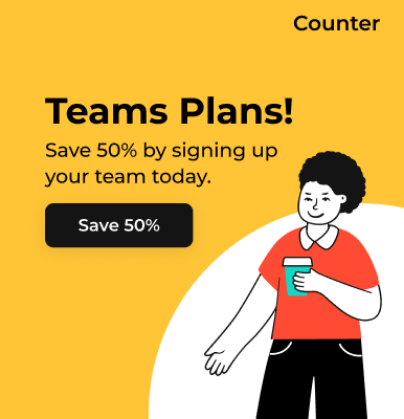 Counter
Teams Plans!
Save 50% by signing up
your team today.
Save 50%